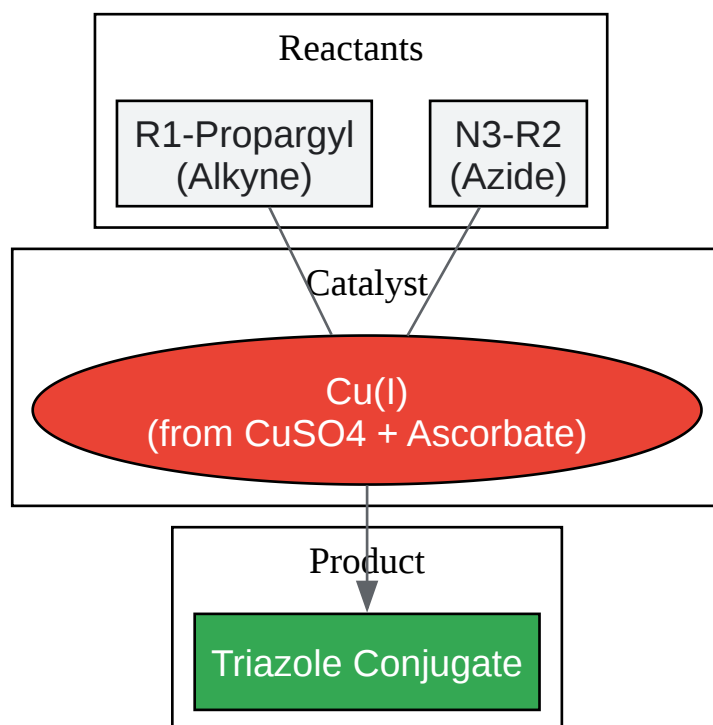 Reactants
R1-Propargyl
(Alkyne)
N3-R2
(Azide)
Catalyst
Cu(I)
(from CuSO4 + Ascorbate)
Product
Triazole Conjugate